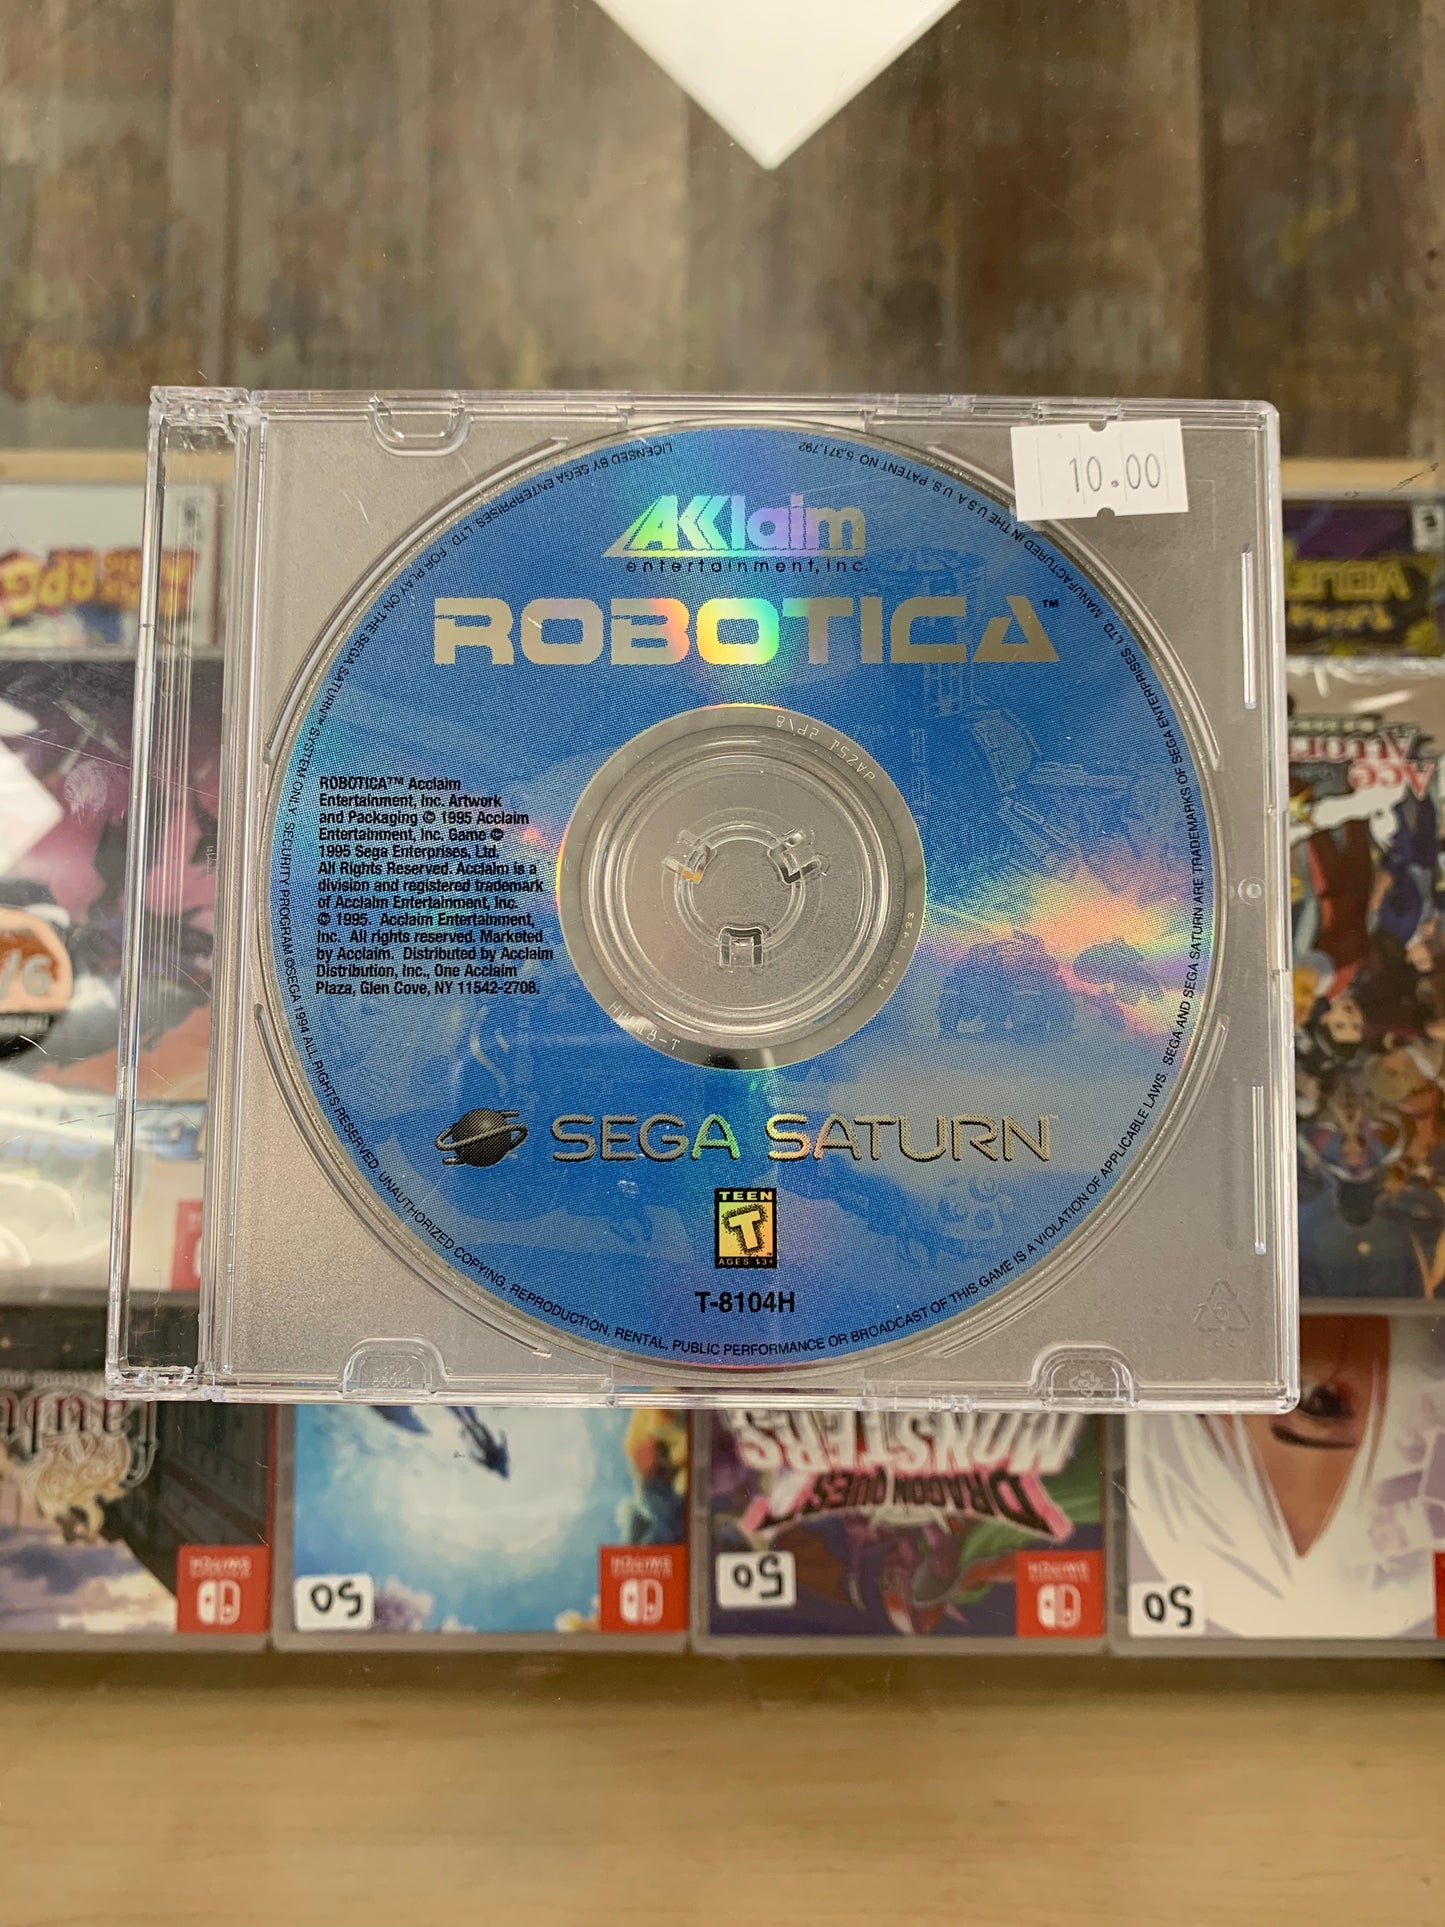 10.00
LICENSED BY SEGA ENTERPRISES, LTD. FOR PLAY ON THE SEGA SATURN™ SYSTEM ONLY. SECURITY PROGRAM ©SEGA 1994 ALL RIGHTS RESERVED. UNAUTHORIZED COPYING, REPRODUCTION, RENTAL, PUBLIC PERFORMANCE OR BROADCAST OF THIS GAME IS A VIOLATION OF APPLICABLE LAWS. SEGA AND SEGA SATURN ARE TRADEMARKS OF SEGA ENTERPRISES LTD. MANUFACTURED IN THE U.S.A. U.S. PATENT NO 5,371,792
AKKlaim
entertainment, inc.
ROBOTICA™
ROBOTICA™ Acclaim
Entertainment, Inc. Artwork
and Packaging © 1995 Acclaim
Entertainment, Inc. Game ©
1995 Sega Enterprises, Ltd.
All Rights Reserved. Acclaim is a
division and registered trademark
of Acclaim Entertainment, Inc.
© 1995. Acclaim Entertainment,
Inc. All rights reserved. Marketed
by Acclaim. Distributed by Acclaim
Distribution, Inc., One Acclaim
Plaza, Glen Cove, NY 11542-2708.
SEGA SATURN™
TEEN
T
AGES 13+
T-8104H
RPG
Ace
Attorney
DRAGON QUEST
MONSTERS
50
50
50